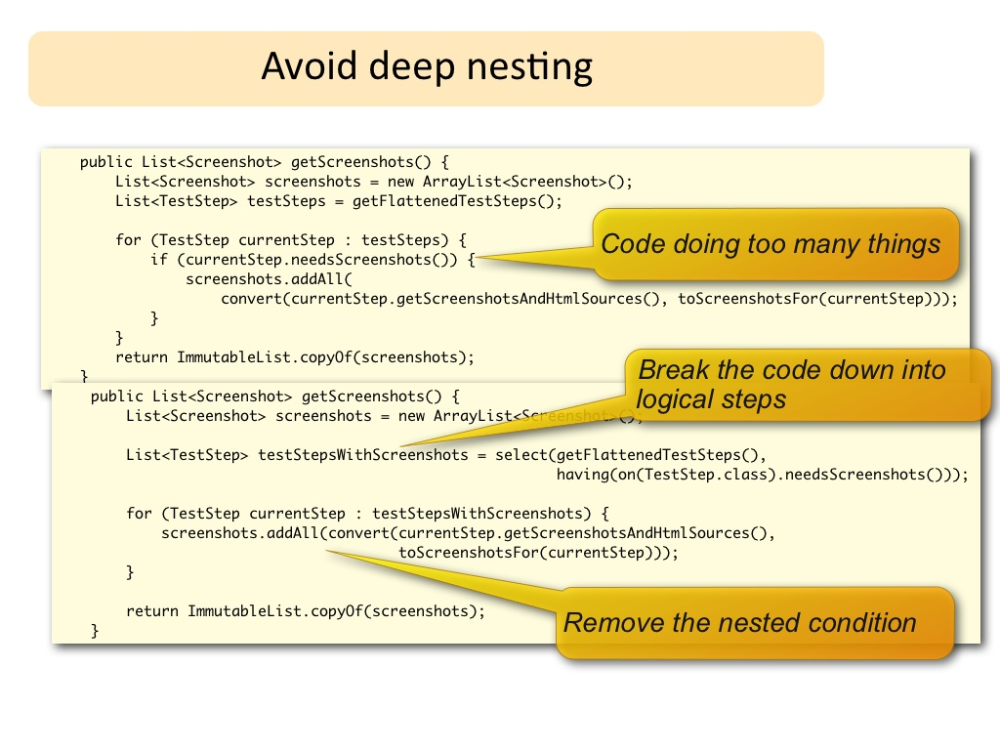 Avoid deep nesting
public List<Screenshot> getScreenshots() {
List<Screenshot> screenshots = new ArrayList<Screenshot>();
List<TestStep> testSteps = getFlattenedTestSteps();
for (TestStep currentStep : testSteps) {
if (currentStep.needsScreenshots()) {
screenshots.addAll(
convert(currentStep.getScreenshotsAndHtmlSources(), toScreenshotsFor(currentStep)));
}
}
return ImmutableList.copyOf(screenshots);
}
Code doing too many things
public List<Screenshot> getScreenshots() {
List<Screenshot> screenshots = new ArrayList<Screenshot>();
List<TestStep> testStepsWithScreenshots = select(getFlattenedTestSteps(),
having(on(TestStep.class).needsScreenshots()));
for (TestStep currentStep : testStepsWithScreenshots) {
screenshots.addAll(convert(currentStep.getScreenshotsAndHtmlSources(),
toScreenshotsFor(currentStep)));
}
return ImmutableList.copyOf(screenshots);
}
Break the code down into
logical steps
Remove the nested condition